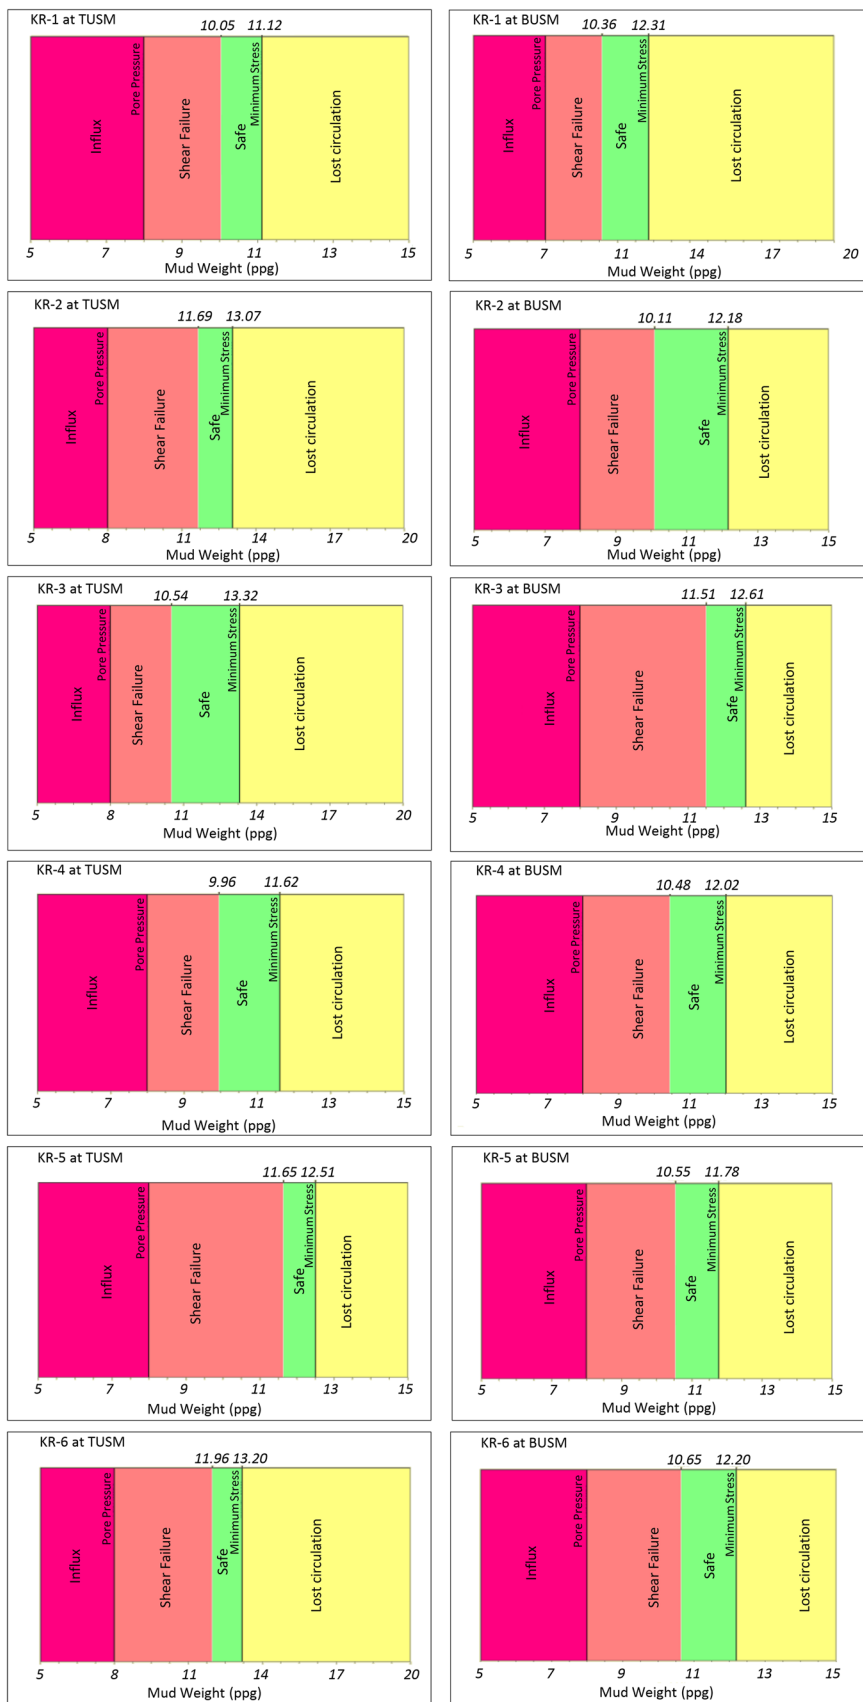 KR-1 at TUSM
10.05 11.12
Influx
Pore Pressure
Shear Failure
Safe
Minimum Stress
Lost circulation
5 7 9 11 13 15
Mud Weight (ppg)
KR-1 at BUSM
10.36 12.31
Influx
Pore Pressure
Shear Failure
Safe
Minimum Stress
Lost circulation
5 7 11 14 17 20
Mud Weight (ppg)
KR-2 at TUSM
11.69 13.07
Influx
Pore Pressure
Shear Failure
Safe
Minimum Stress
Lost circulation
5 8 11 14 17 20
Mud Weight (ppg)
KR-2 at BUSM
10.11 12.18
Influx
Pore Pressure
Shear Failure
Safe
Minimum Stress
Lost circulation
5 7 9 11 13 15
Mud Weight (ppg)
KR-3 at TUSM
10.54 13.32
Influx
Pore Pressure
Shear Failure
Safe
Minimum Stress
Lost circulation
5 8 11 14 17 20
Mud Weight (ppg)
KR-3 at BUSM
11.51 12.61
Influx
Pore Pressure
Shear Failure
Safe
Minimum Stress
Lost circulation
5 7 9 11 13 15
Mud Weight (ppg)
KR-4 at TUSM
9.96 11.62
Influx
Pore Pressure
Shear Failure
Safe
Minimum Stress
Lost circulation
5 7 9 11 13 15
Mud Weight (ppg)
KR-4 at BUSM
10.48 12.02
Influx
Pore Pressure
Shear Failure
Safe
Minimum Stress
Lost circulation
5 7 9 11 13 15
Mud Weight (ppg)
KR-5 at TUSM
11.65 12.51
Influx
Pore Pressure
Shear Failure
Safe
Minimum Stress
Lost circulation
5 7 9 11 13 15
Mud Weight (ppg)
KR-5 at BUSM
10.55 11.78
Influx
Pore Pressure
Shear Failure
Safe
Minimum Stress
Lost circulation
5 7 9 11 13 15
Mud Weight (ppg)
KR-6 at TUSM
11.96 13.20
Influx
Pore Pressure
Shear Failure
Safe
Minimum Stress
Lost circulation
5 8 11 14 17 20
Mud Weight (ppg)
KR-6 at BUSM
10.65 12.20
Influx
Pore Pressure
Shear Failure
Safe
Minimum Stress
Lost circulation
5 7 9 11 13 15
Mud Weight (ppg)